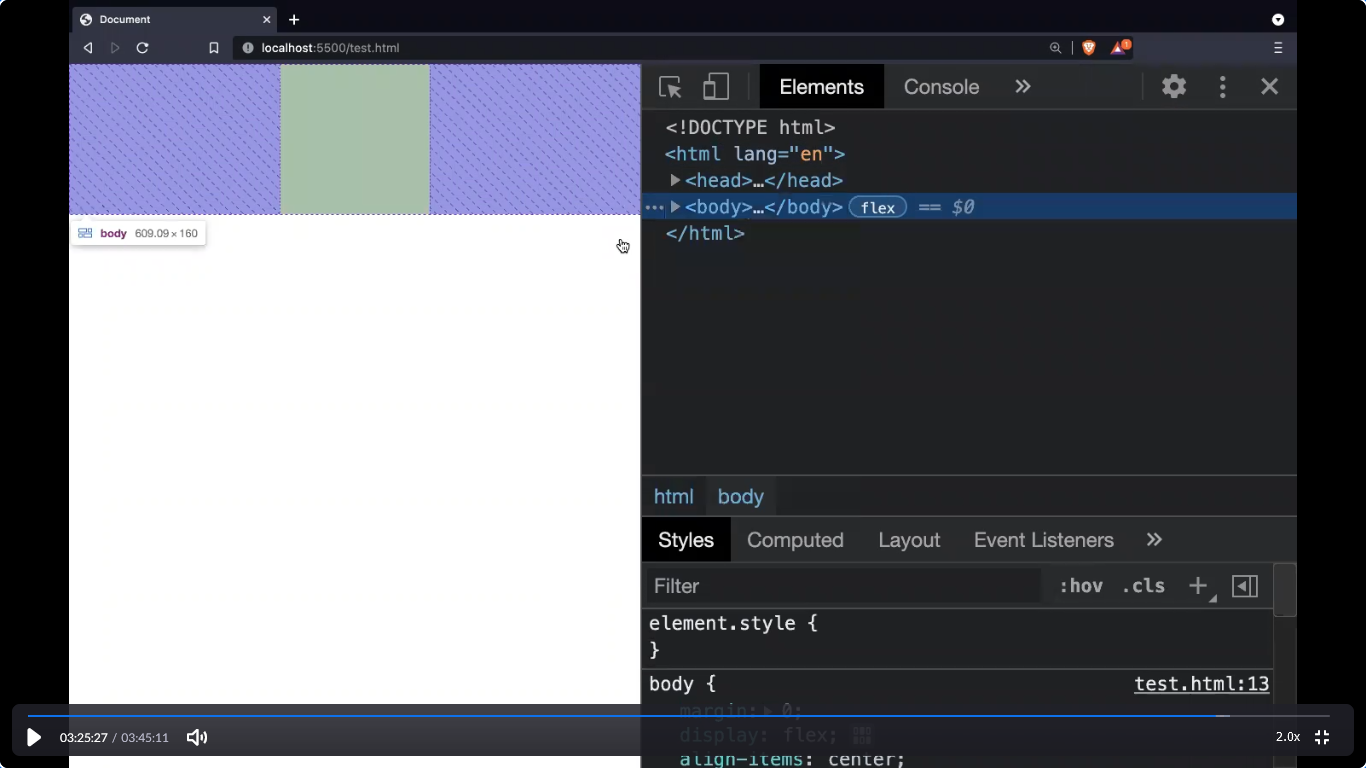 Document
localhost:5500/test.html
1
Elements Console
<!DOCTYPE html>
<html lang="en">
<head>…</head>
<body>…</body> flex == $0
</html>
body 609.09×160
html body
Styles Computed Layout Event Listeners
Filter :hov .cls
element.style {
}
body { test.html:13
margin: 0;
display: flex;
align-items: center;
03:25:27 / 03:45:11 2.0x